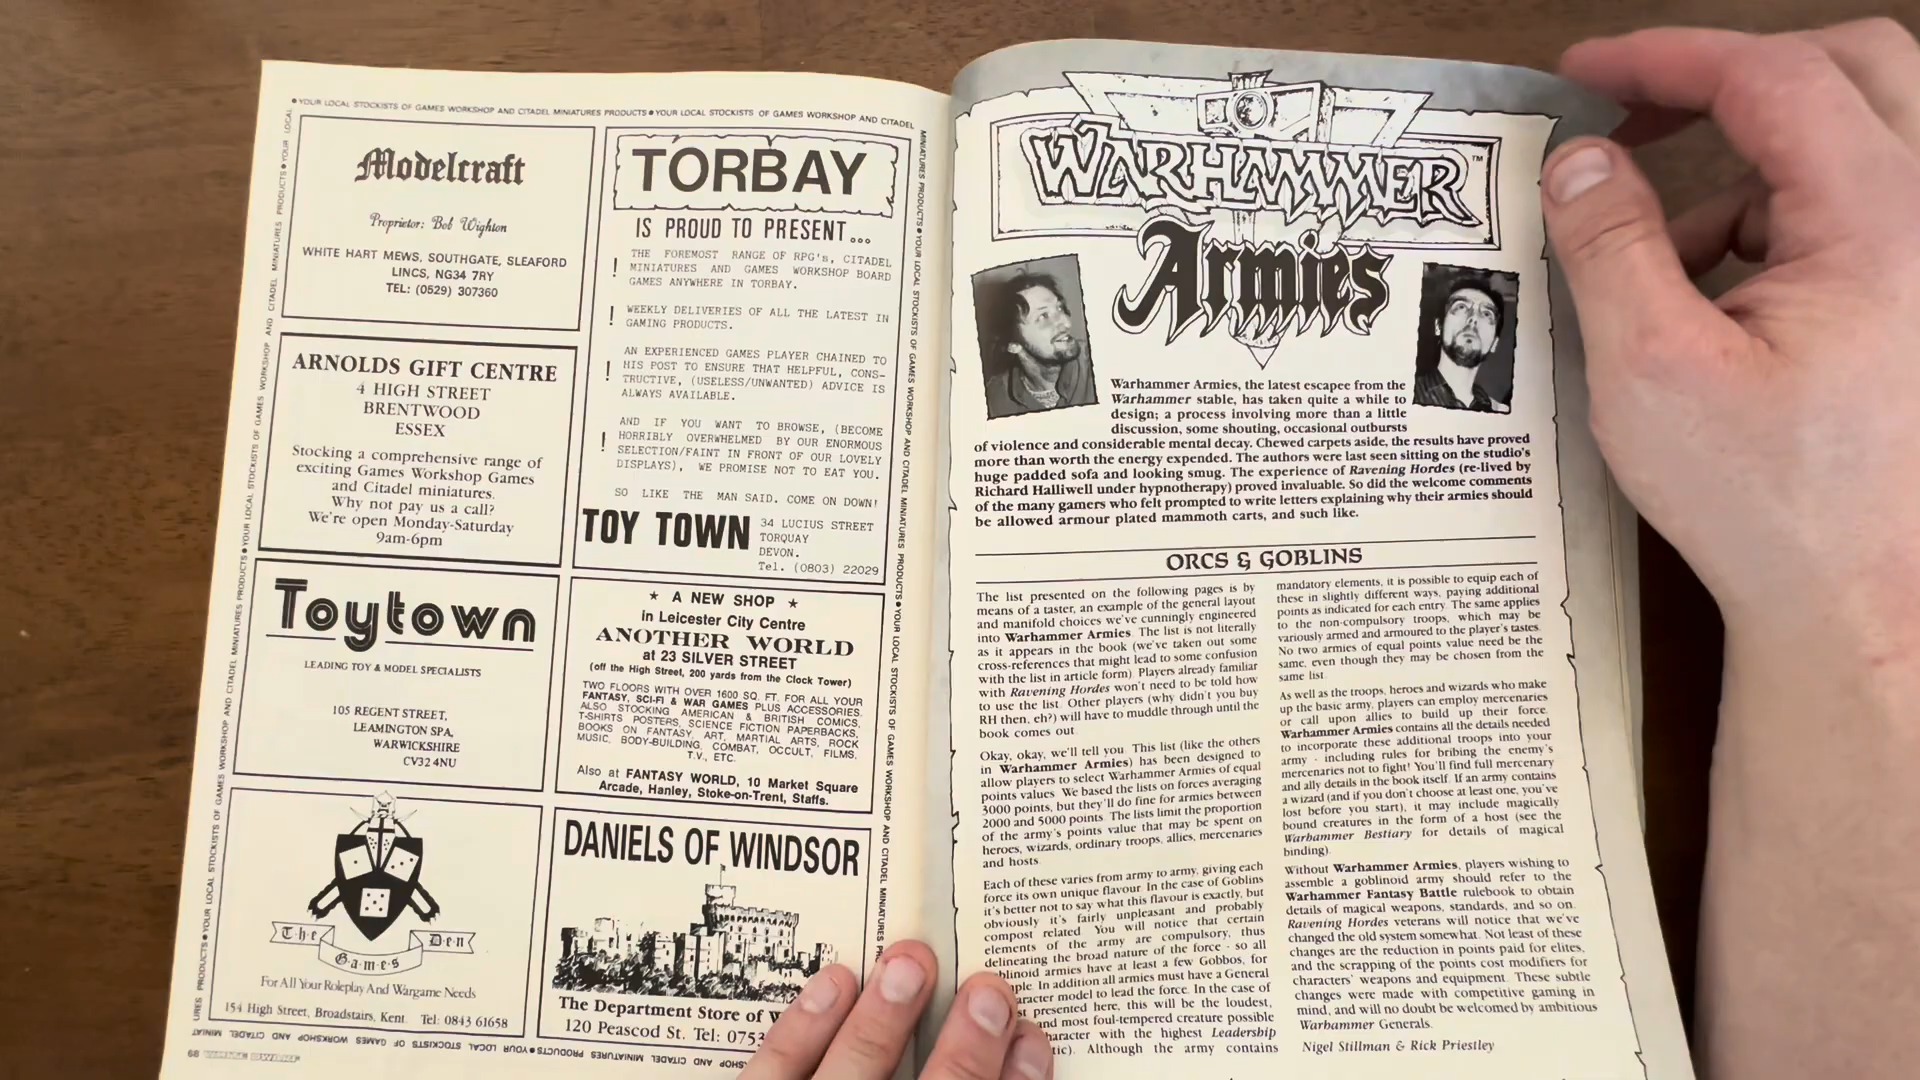 YOUR LOCAL STOCKISTS OF GAMES WORKSHOP AND CITADEL MINIATURES PRODUCTS ● YOUR LOCAL STOCKISTS OF GAMES WORKSHOP AND CITADEL
MINIATURES PRODUCTS ● YOUR LOCAL STOCKISTS OF GAMES WORKSHOP AND CITADEL MINIATURES PRODUCTS ● YOUR LOCAL STOCKISTS OF GAMES WORKSHOP AND CITADEL MINIATURES
Modelcraft
Proprietor: Bob Wighton
WHITE HART MEWS, SOUTHGATE, SLEAFORD
LINCS, NG34 7RY
TEL: (0529) 307360
ARNOLDS GIFT CENTRE
4 HIGH STREET
BRENTWOOD
ESSEX
Stocking a comprehensive range of
exciting Games Workshop Games
and Citadel miniatures.
Why not pay us a call?
We're open Monday-Saturday
9am-6pm
Toytown
LEADING TOY & MODEL SPECIALISTS
105 REGENT STREET,
LEAMINGTON SPA,
WARWICKSHIRE
CV32 4NU
The Games Den
For All Your Roleplay And Wargame Needs
154 High Street, Broadstairs, Kent. Tel: 0843 61658
TORBAY
IS PROUD TO PRESENT...
! THE FOREMOST RANGE OF RPG's, CITADEL
MINIATURES AND GAMES WORKSHOP BOARD
GAMES ANYWHERE IN TORBAY.
! WEEKLY DELIVERIES OF ALL THE LATEST IN
GAMING PRODUCTS.
! AN EXPERIENCED GAMES PLAYER CHAINED TO
HIS POST TO ENSURE THAT HELPFUL, CONS-
TRUCTIVE, (USELESS/UNWANTED) ADVICE IS
ALWAYS AVAILABLE.
! AND IF YOU WANT TO BROWSE, (BECOME
HORRIBLY OVERWHELMED BY OUR ENORMOUS
SELECTION/FAINT IN FRONT OF OUR LOVELY
DISPLAYS), WE PROMISE NOT TO EAT YOU.
SO LIKE THE MAN SAID. COME ON DOWN!
TOY TOWN
34 LUCIUS STREET
TORQUAY
DEVON.
Tel. (0803) 22029
★ A NEW SHOP ★
in Leicester City Centre
ANOTHER WORLD
at 23 SILVER STREET
(off the High Street, 200 yards from the Clock Tower)
TWO FLOORS WITH OVER 1600 SQ. FT. FOR ALL YOUR
FANTASY, SCI-FI & WAR GAMES PLUS ACCESSORIES.
ALSO STOCKING AMERICAN & BRITISH COMICS,
T-SHIRTS POSTERS, SCIENCE FICTION PAPERBACKS,
BOOKS ON FANTASY, ART, MARTIAL ARTS, ROCK
MUSIC, BODY-BUILDING, COMBAT, OCCULT, FILMS,
T.V., ETC.
Also at FANTASY WORLD, 10 Market Square
Arcade, Hanley, Stoke-on-Trent, Staffs.
DANIELS OF WINDSOR
The Department Store of W
120 Peascod St. Tel: 0753
89
WARHAMMER™
Armies
Warhammer Armies, the latest escapee from the
Warhammer stable, has taken quite a while to
design; a process involving more than a little
discussion, some shouting, occasional outbursts
of violence and considerable mental decay. Chewed carpets aside, the results have proved
more than worth the energy expended. The authors were last seen sitting on the studio's
huge padded sofa and looking smug. The experience of Ravening Hordes (re-lived by
Richard Halliwell under hypnotherapy) proved invaluable. So did the welcome comments
of the many gamers who felt prompted to write letters explaining why their armies should
be allowed armour plated mammoth carts, and such like.
ORCS & GOBLINS
The list presented on the following pages is by
means of a taster, an example of the general layout
and manifold choices we've cunningly engineered
into Warhammer Armies. The list is not literally
as it appears in the book (we've taken out some
cross-references that might lead to some confusion
with the list in article form). Players already familiar
with Ravening Hordes won't need to be told how
to use the list. Other players (why didn't you buy
RH then, eh?) will have to muddle through until the
book comes out.
Okay, okay, we'll tell you. This list (like the others
in Warhammer Armies) has been designed to
allow players to select Warhammer Armies of equal
points values. We based the lists on forces averaging
3000 points, but they'll do fine for armies between
2000 and 5000 points. The lists limit the proportion
of the army's points value that may be spent on
heroes, wizards, ordinary troops, allies, mercenaries
and hosts.
Each of these varies from army to army, giving each
force its own unique flavour. In the case of Goblins
it's better not to say what this flavour is exactly, but
obviously it's fairly unpleasant and probably
compost related. You will notice that certain
elements of the army are compulsory, thus
delineating the broad nature of the force - so all
blinoid armies have at least a few Gobbos, for
ple. In addition all armies must have a General
aracter model to lead the force. In the case of
st presented here, this will be the loudest,
and most foul-tempered creature possible
haracter with the highest Leadership
tic). Although the army contains
mandatory elements, it is possible to equip each of
these in slightly different ways, paying additional
points as indicated for each entry. The same applies
to the non-compulsory troops, which may be
variously armed and armoured to the player's tastes.
No two armies of equal points value need be the
same, even though they may be chosen from the
same list.
As well as the troops, heroes and wizards who make
up the basic army, players can employ mercenaries
or call upon allies to build up their force.
Warhammer Armies contains all the details needed
to incorporate these additional troops into your
army - including rules for bribing the enemy's
mercenaries not to fight! You'll find full mercenary
and ally details in the book itself. If an army contains
a wizard (and if you don't choose at least one, you've
lost before you start), it may include magically
bound creatures in the form of a host (see the
Warhammer Bestiary for details of magical
binding).
Without Warhammer Armies, players wishing to
assemble a goblinoid army should refer to the
Warhammer Fantasy Battle rulebook to obtain
details of magical weapons, standards, and so on.
Ravening Hordes veterans will notice that we've
changed the old system somewhat. Not least of these
changes are the reduction in points paid for elites,
and the scrapping of the points cost modifiers for
characters' weapons and equipment. These subtle
changes were made with competitive gaming in
mind, and will no doubt be welcomed by ambitious
Warhammer Generals.
Nigel Stillman & Rick Priestley